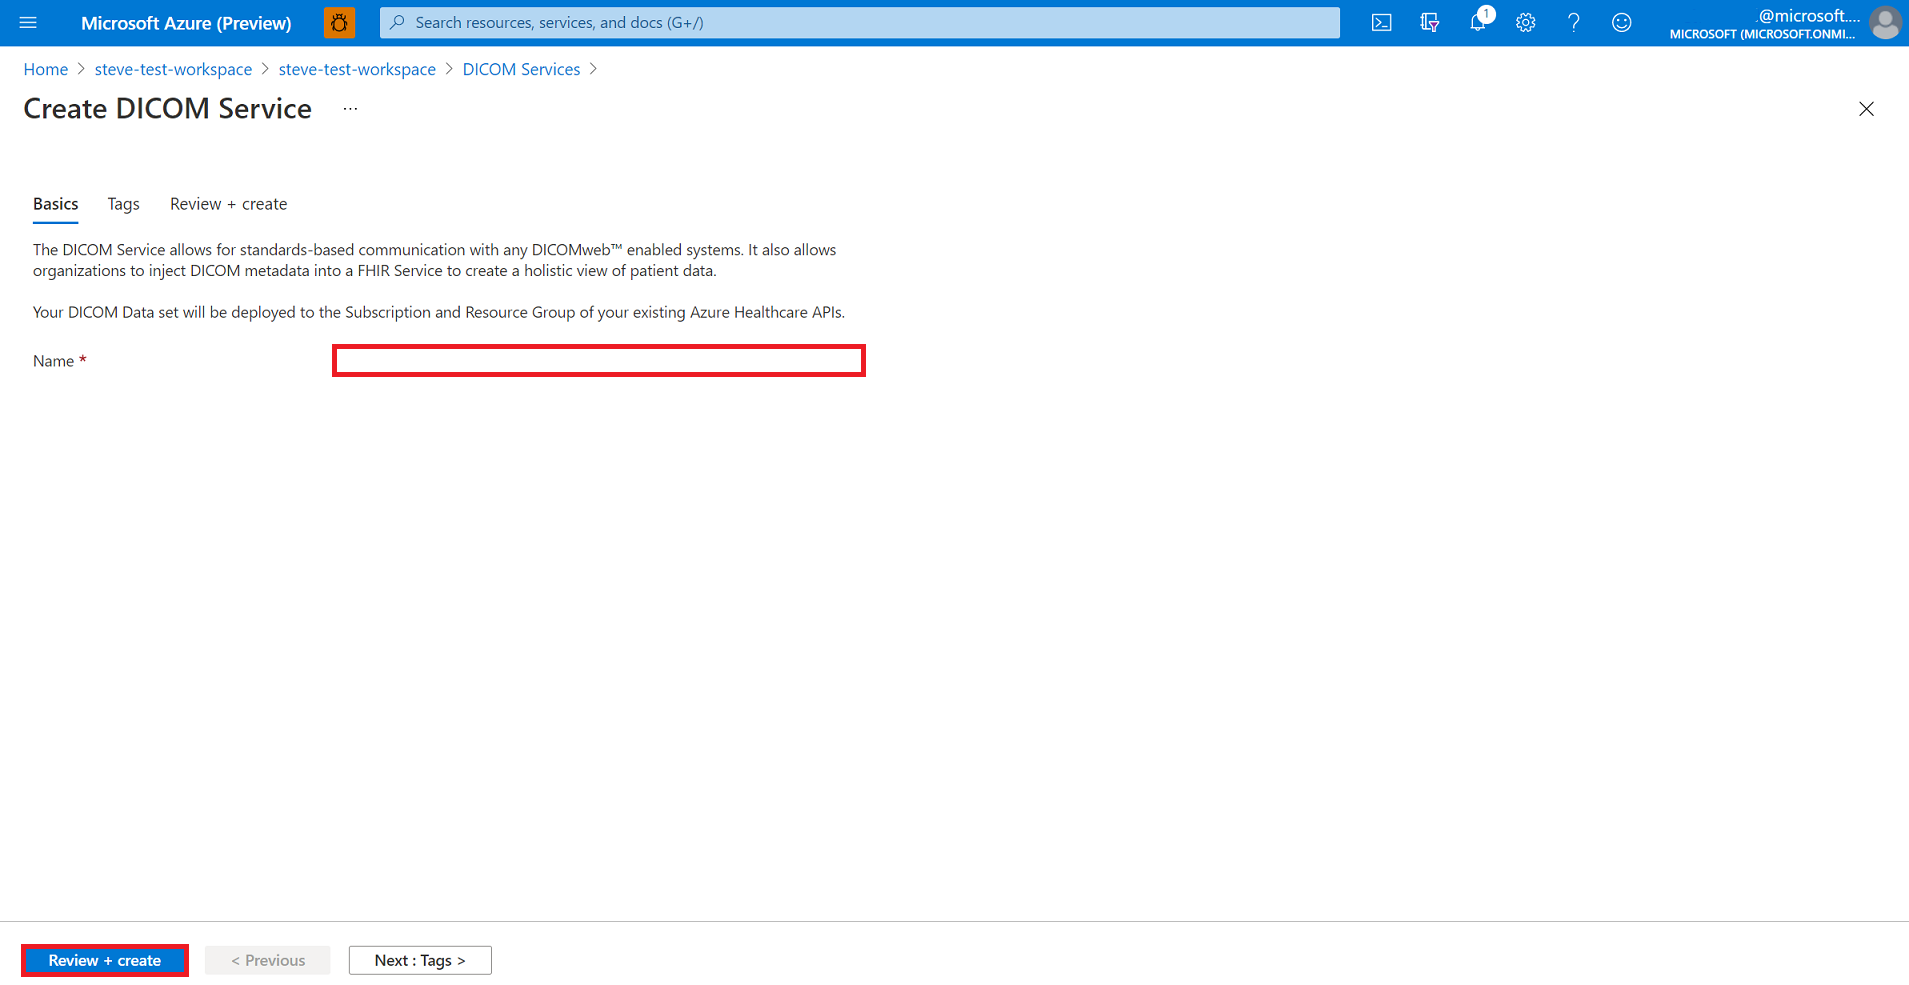 Microsoft Azure (Preview)
Search resources, services, and docs (G+/)
1
@microsoft....
MICROSOFT (MICROSOFT.ONMI...
Home > steve-test-workspace > steve-test-workspace > DICOM Services >
Create DICOM Service ...
Basics Tags Review + create
The DICOM Service allows for standards-based communication with any DICOMweb™ enabled systems. It also allows
organizations to inject DICOM metadata into a FHIR Service to create a holistic view of patient data.
Your DICOM Data set will be deployed to the Subscription and Resource Group of your existing Azure Healthcare APIs.
Name *
Review + create
< Previous
Next : Tags >